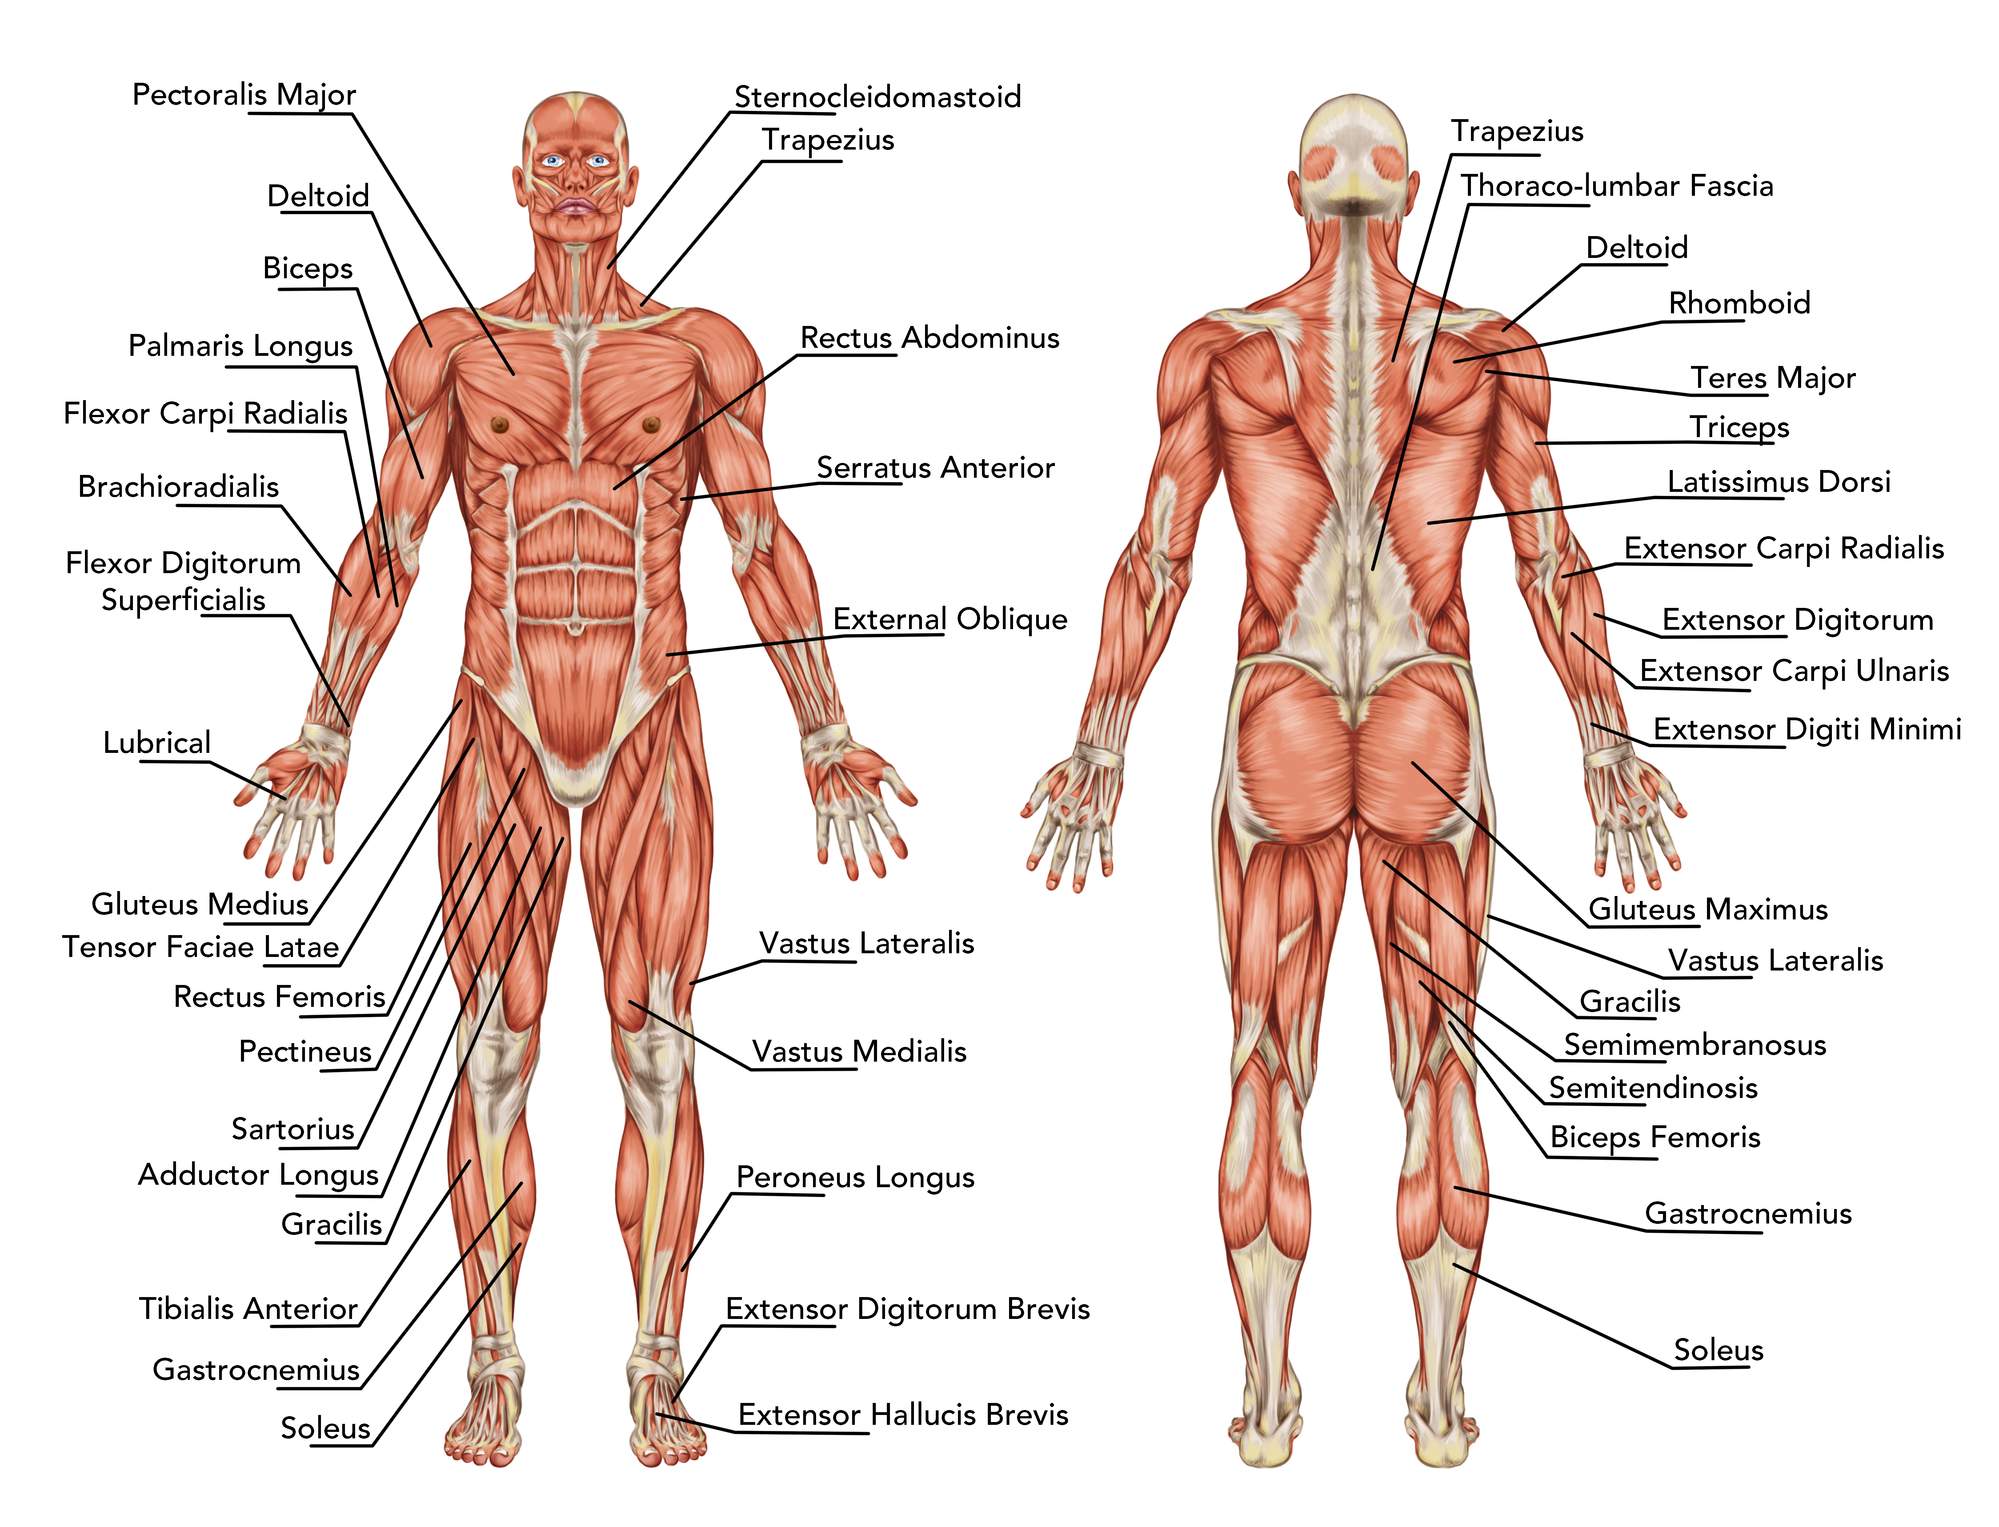 Pectoralis Major
Deltoid
Biceps
Palmaris Longus
Flexor Carpi Radialis
Brachioradialis
Flexor Digitorum
Superficialis
Lubrical
Gluteus Medius
Tensor Faciae Latae
Rectus Femoris
Pectineus
Sartorius
Adductor Longus
Gracilis
Tibialis Anterior
Gastrocnemius
Soleus
Sternocleidomastoid
Trapezius
Rectus Abdominus
Serratus Anterior
External Oblique
Vastus Lateralis
Vastus Medialis
Peroneus Longus
Extensor Digitorum Brevis
Extensor Hallucis Brevis
Trapezius
Thoraco-lumbar Fascia
Deltoid
Rhomboid
Teres Major
Triceps
Latissimus Dorsi
Extensor Carpi Radialis
Extensor Digitorum
Extensor Carpi Ulnaris
Extensor Digiti Minimi
Gluteus Maximus
Vastus Lateralis
Gracilis
Semimembranosus
Semitendinosis
Biceps Femoris
Gastrocnemius
Soleus